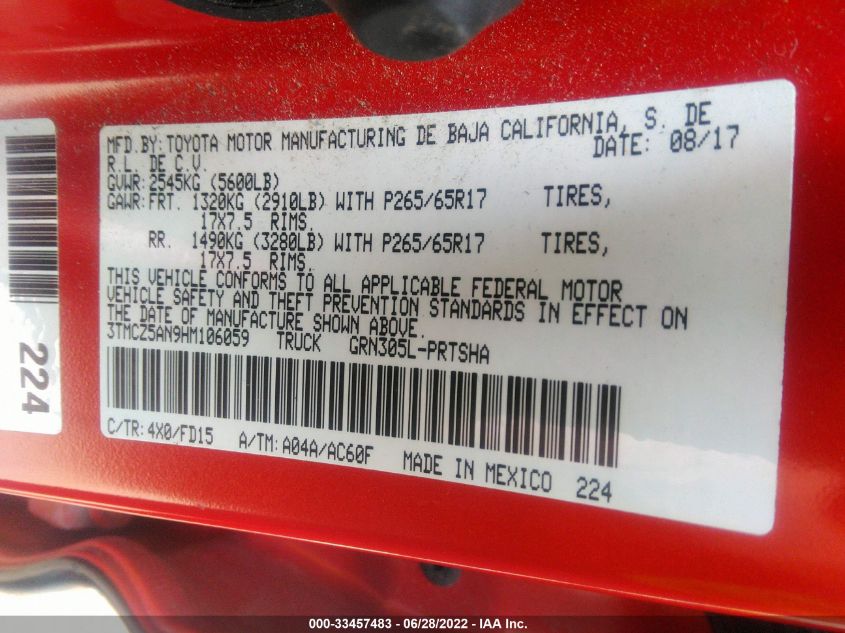 MFD.BY:TOYOTA MOTOR MANUFACTURING DE BAJA CALIFORNIA, S. DE
R.L. DE C.V. DATE: 08/17
GVWR:2545KG (5600LB)
GAWR:FRT. 1320KG (2910LB) WITH P265/65R17 TIRES,
17X7.5 RIMS.
RR. 1490KG (3280LB) WITH P265/65R17 TIRES,
17X7.5 RIMS.
THIS VEHICLE CONFORMS TO ALL APPLICABLE FEDERAL MOTOR
VEHICLE SAFETY AND THEFT PREVENTION STANDARDS IN EFFECT ON
THE DATE OF MANUFACTURE SHOWN ABOVE.
3TMCZ5AN9HM106059 TRUCK GRN305L-PRTSHA
C/TR:4X0/FD15 A/TM:A04A/AC60F MADE IN MEXICO 224
224
000-33457483 - 06/28/2022 - IAA Inc.